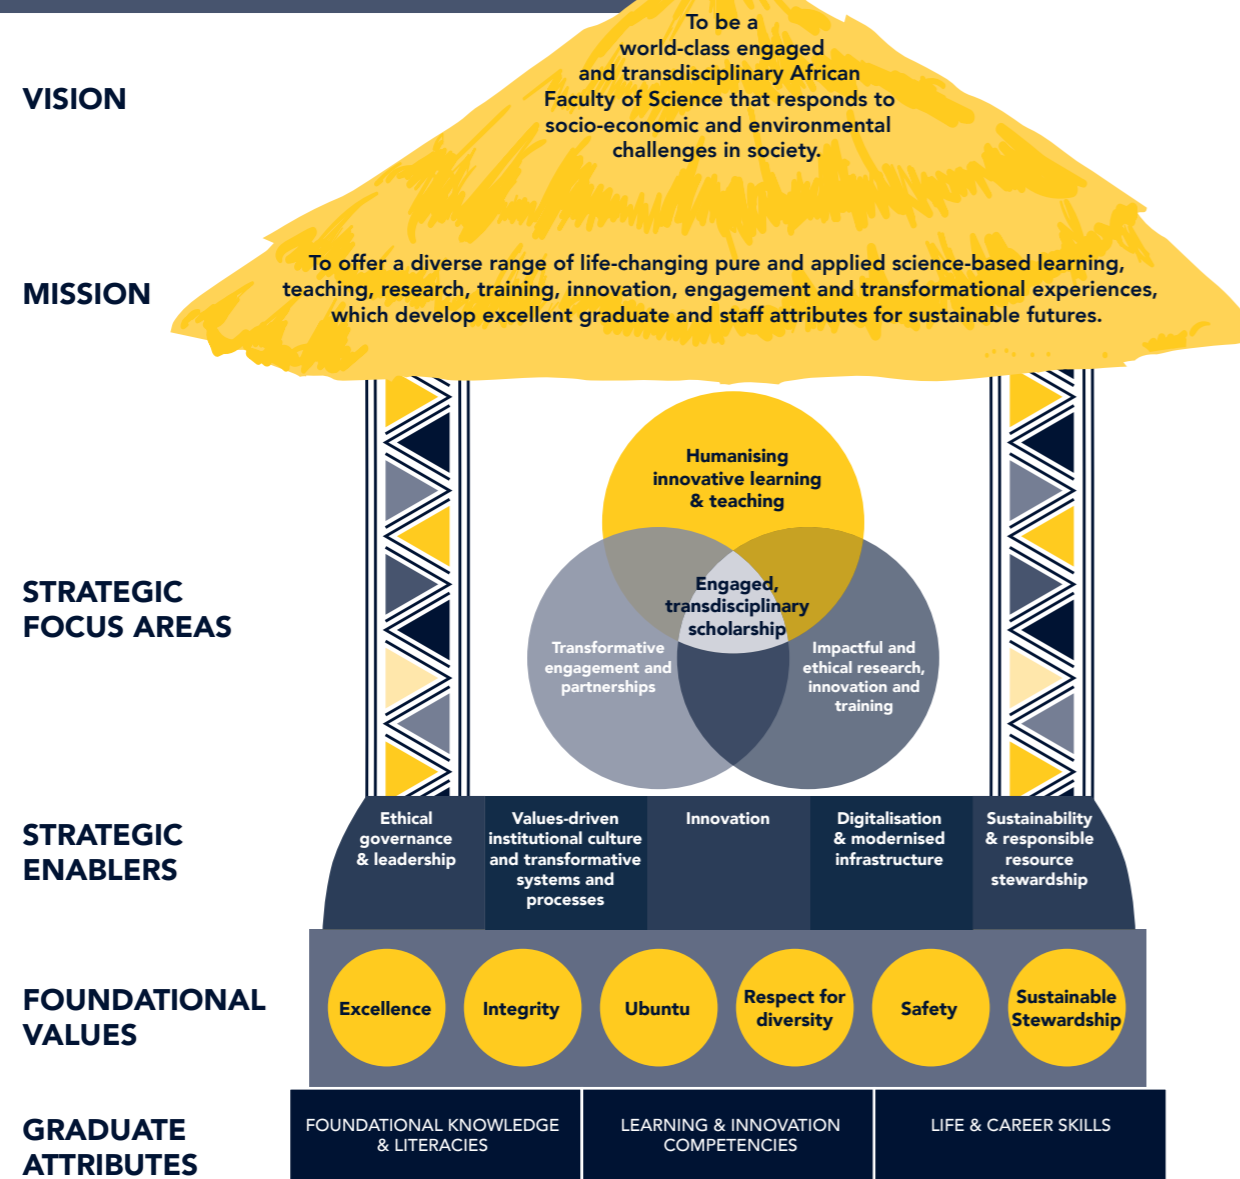 VISION
To be a
world-class engaged
and transdisciplinary African
Faculty of Science that responds to
socio-economic and environmental
challenges in society.
MISSION
To offer a diverse range of life-changing pure and applied science-based learning,
teaching, research, training, innovation, engagement and transformational experiences,
which develop excellent graduate and staff attributes for sustainable futures.
STRATEGIC
FOCUS AREAS
Humanising
innovative learning
& teaching
Engaged,
transdisciplinary
scholarship
Transformative
engagement and
partnerships
Impactful and
ethical research,
innovation and
training
STRATEGIC
ENABLERS
Ethical
governance
& leadership
Values-driven
institutional culture
and transformative
systems and
processes
Innovation
Digitalisation
& modernised
infrastructure
Sustainability
& responsible
resource
stewardship
FOUNDATIONAL
VALUES
Excellence
Integrity
Ubuntu
Respect for
diversity
Safety
Sustainable
Stewardship
GRADUATE
ATTRIBUTES
FOUNDATIONAL KNOWLEDGE
& LITERACIES
LEARNING & INNOVATION
COMPETENCIES
LIFE & CAREER SKILLS